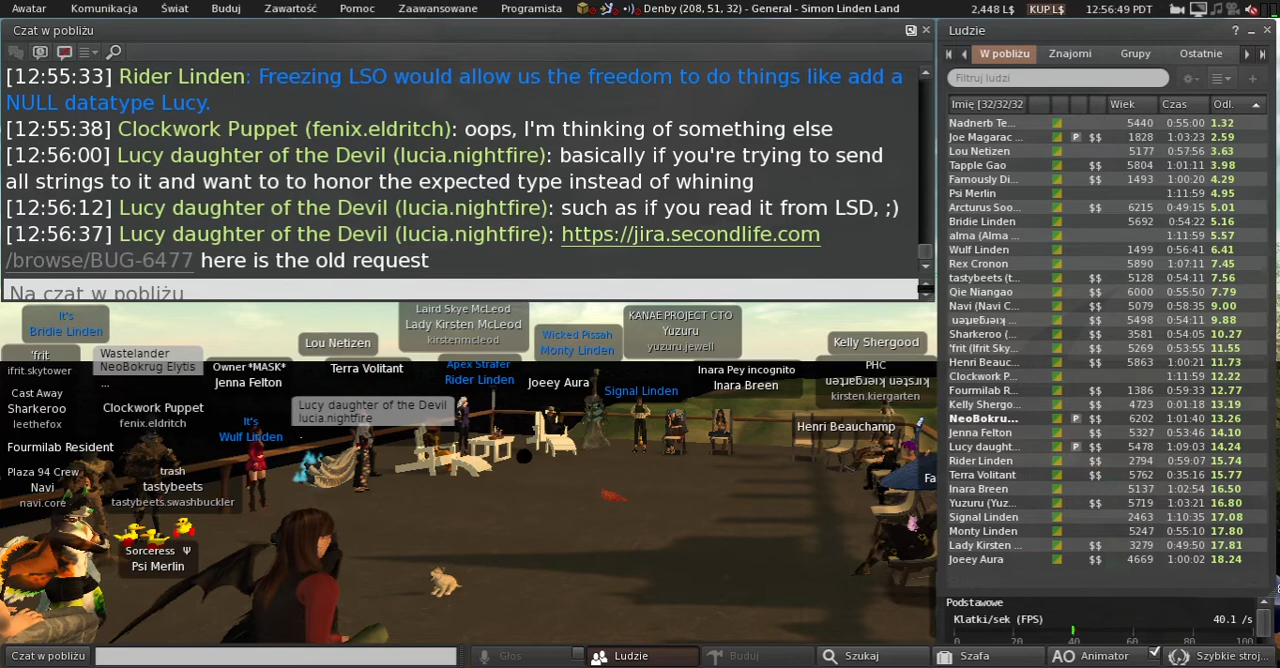 Awatar Komunikacja Świat Buduj Zawartość Pomoc Zaawansowane Programista Denby (208, 51, 32) - General - Simon Linden Land 2,448 L$ KUP L$ 12:56:49 PDT
Czat w pobliżu
[12:55:33] Rider Linden: Freezing LSO would allow us the freedom to do things like add a
NULL datatype Lucy.
[12:55:38] Clockwork Puppet (fenix.eldritch): oops, I'm thinking of something else
[12:56:00] Lucy daughter of the Devil (lucia.nightfire): basically if you're trying to send
all strings to it and want to to honor the expected type instead of whining
[12:56:12] Lucy daughter of the Devil (lucia.nightfire): such as if you read it from LSD, ;)
[12:56:37] Lucy daughter of the Devil (lucia.nightfire): https://jira.secondlife.com
/browse/BUG-6477 here is the old request
Na czat w pobliżu
It's
Bridie Linden
'frit
ifrit.skytower
Wastelander
NeoBokrug Elytis
...
Cast Away
Sharkeroo
leethefox
Clockwork Puppet
fenix.eldritch
Fourmilab Resident
Plaza 94 Crew
Navi
navi.core
trash
tastybeets
tastybeets.swashbuckler
Sorceress Ψ
Psi Merlin
Owner *MASK*
Jenna Felton
It's
Wulf Linden
Lou Netizen
Terra Volitant
Lucy daughter of the Devil
lucia.nightfire
.
Laird Skye McLeod
Lady Kirsten McLeod
kirstenmcleod
Apex Strafer
Rider Linden
Joeey Aura
Wicked Pissah
Monty Linden
Signal Linden
KANAE PROJECT CTO
Yuzuru
yuzuru.jewell
Inara Pey incognito
Inara Breen
Kelly Shergood
PHC
kirsten.kiergarten
Henri Beauchamp
Fa
Ludzie
W pobliżu Znajomi Grupy Ostatnie
Filtruj ludzi
Imię [32/32/32 Wiek Czas Odl.
Nadnerb Te... 5440 0:55:00 1.32
Joe Magarac ... P $$ 1828 1:03:23 2.59
Lou Netizen 5177 0:57:56 3.63
Tapple Gao $$ 5804 1:01:11 3.98
Famously Di... $$ 1493 1:00:20 4.29
Psi Merlin 1:11:59 4.95
Arcturus Soo... $$ 6215 0:49:15 5.01
Bridie Linden 5692 0:54:22 5.16
alma (Alma ... 1:11:59 5.57
Wulf Linden 1499 0:56:41 6.41
Rex Cronon 5890 1:07:11 7.45
tastybeets (t... $$ 5128 0:54:11 7.56
Qie Niangao $$ 6000 0:55:50 7.79
Navi (Navi C... $$ 5079 0:58:35 9.00
$$ 5498 0:54:11 9.88
Sharkeroo (... $$ 3581 0:54:05 10.27
'frit (Ifrit Sky... $$ 5269 0:53:55 11.55
Henri Beauc... $$ 5863 1:00:21 11.73
Clockwork P... 1:11:59 12.22
Fourmilab R... $$ 1386 0:59:33 12.77
Kelly Shergo... $$ 4723 0:01:18 13.19
NeoBokru... P $$ 6202 1:01:40 13.26
Jenna Felton $$ 5327 0:53:46 14.10
Lucy daught... P $$ 5478 1:09:03 14.24
Rider Linden 2794 0:59:07 15.74
Terra Volitant $$ 5762 0:35:16 15.77
Inara Breen 5137 1:02:54 16.50
Yuzuru (Yuz... $$ 5719 1:03:21 16.80
Signal Linden 2463 1:10:35 17.08
Monty Linden 5247 0:55:10 17.80
Lady Kirsten ... $$ 3279 0:49:50 17.81
Joeey Aura $$ 4669 1:00:02 18.24
Podstawowe
Klatki/sek (FPS) 40.1 /s
0 20 40 60 80 100
Czat w pobliżu Głos Ludzie Buduj Szukaj Szafa AO Animator Szybkie stroj...